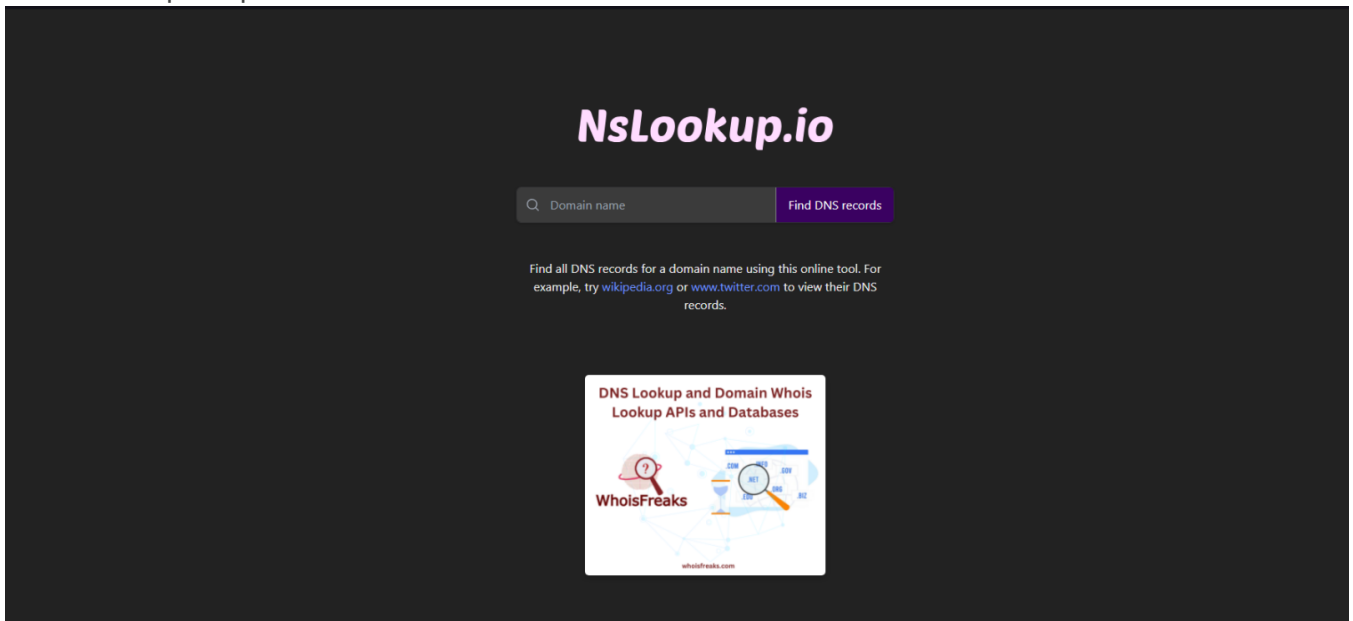 NsLookup.io
Domain name
Find DNS records
Find all DNS records for a domain name using this online tool. For
example, try wikipedia.org or www.twitter.com to view their DNS
records.
DNS Lookup and Domain Whois
Lookup APIs and Databases
?
WhoisFreaks
.COM
.INFO
.GOV
.NET
.EDU
.ORG
.BIZ
whoisfreaks.com